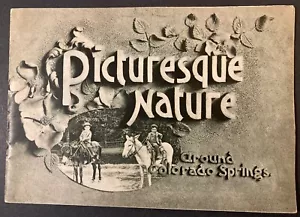 Picturesque
Nature
Around
Colorado Springs.